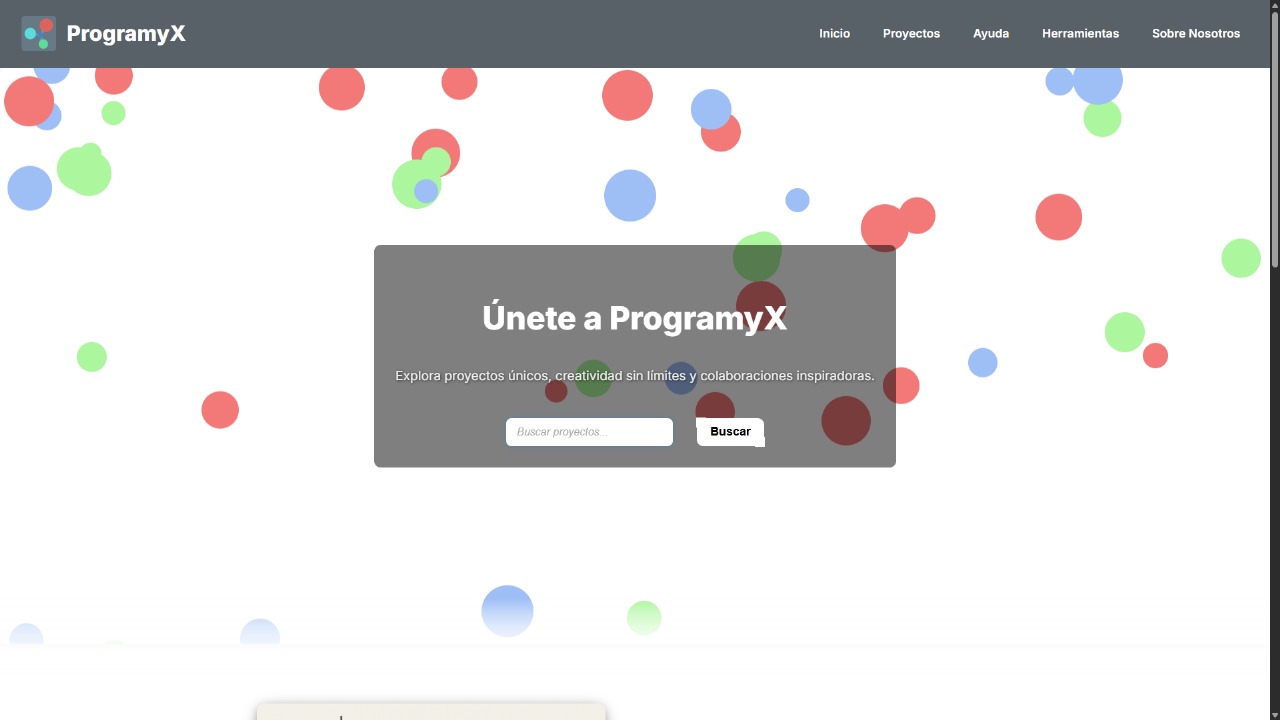 ProgramyX
Inicio Proyectos Ayuda Herramientas Sobre Nosotros
Únete a ProgramyX
Explora proyectos únicos, creatividad sin límites y colaboraciones inspiradoras.
Buscar proyectos...
Buscar